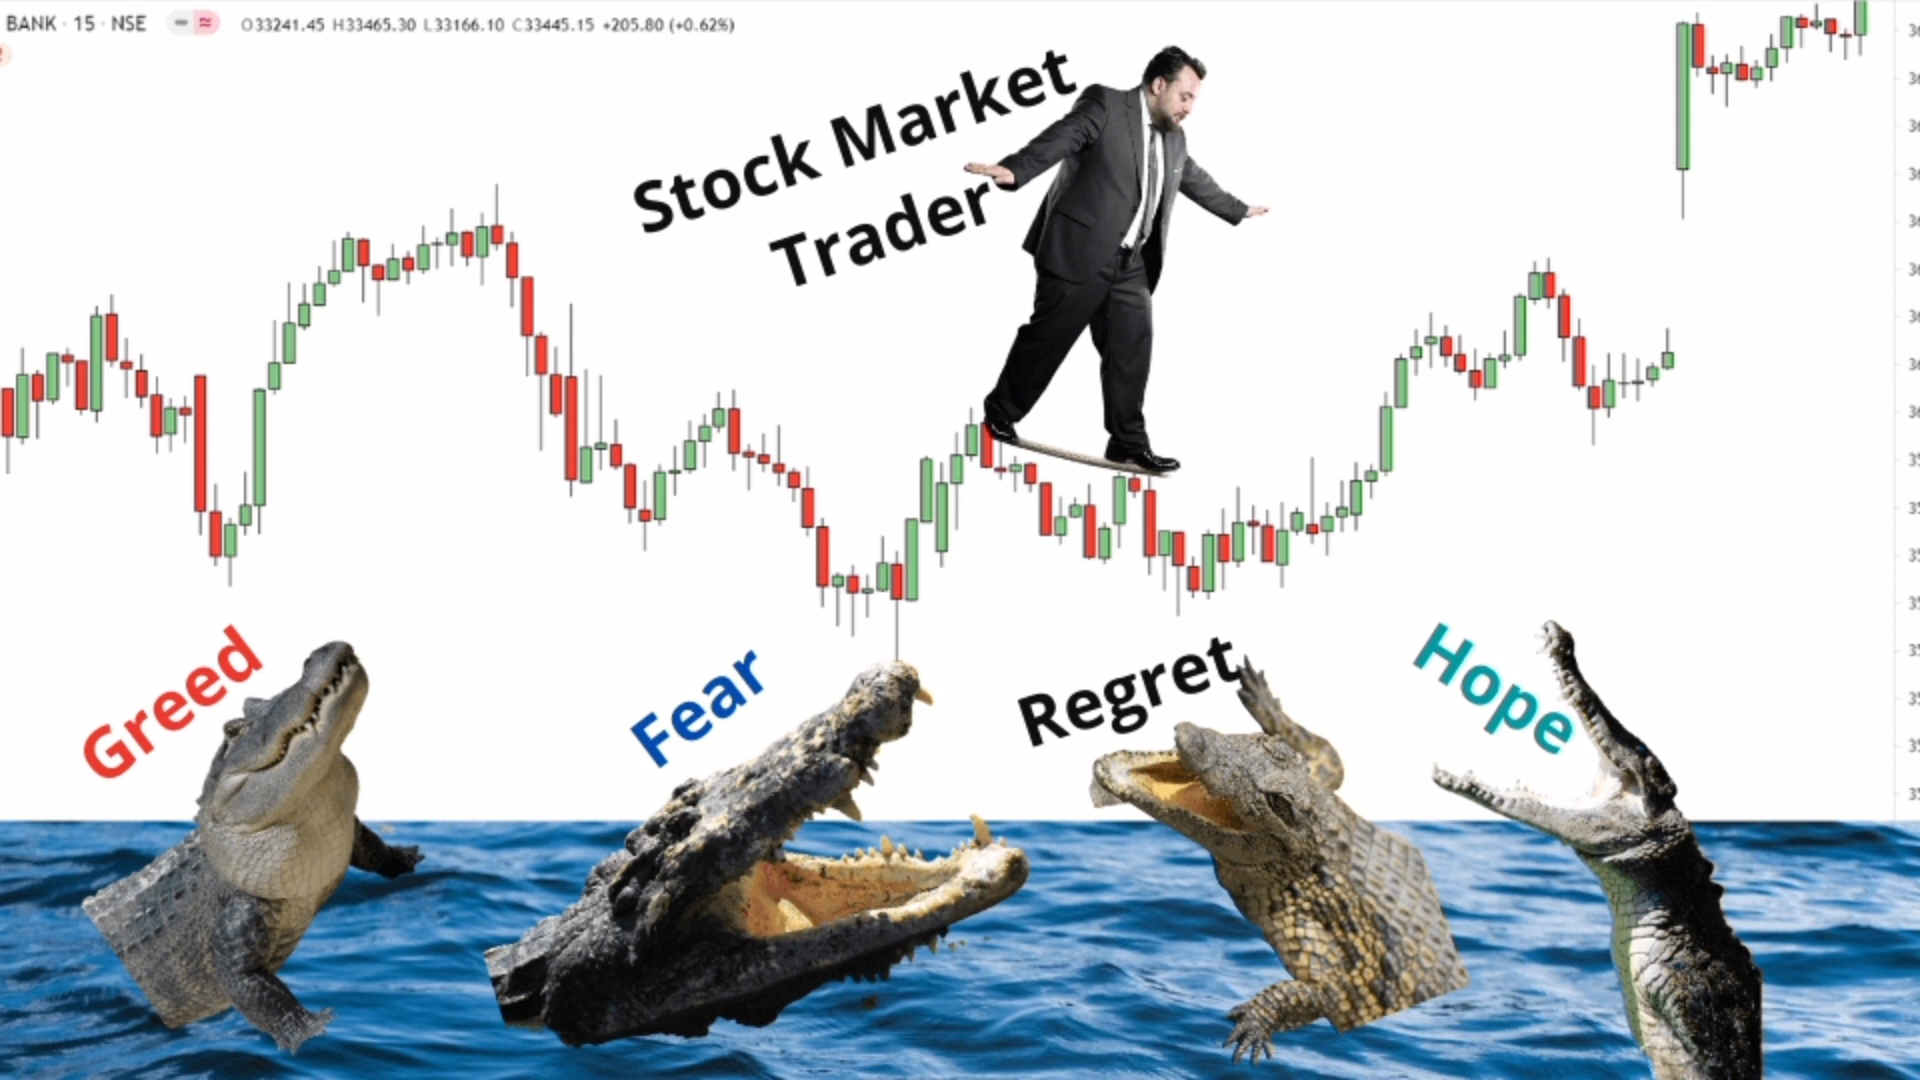 BANK · 15 · NSE
O33241.45 H33465.30 L33166.10 C33445.15 +205.80 (+0.62%)
Stock Market
Trader
Greed
Fear
Regret
Hope